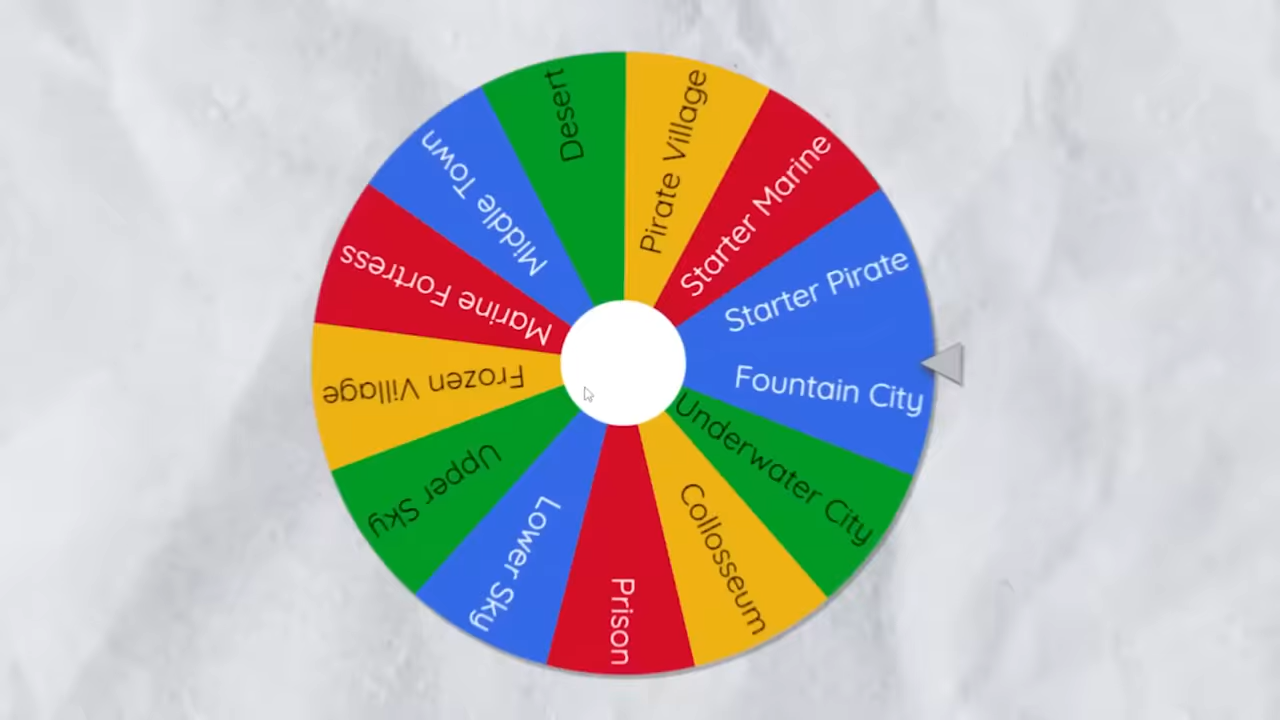 Desert
Pirate Village
Starter Marine
Starter Pirate
Fountain City
Underwater City
Collosseum
Prison
Lower Sky
Upper Sky
Frozen Village
Marine Fortress
Middle Town